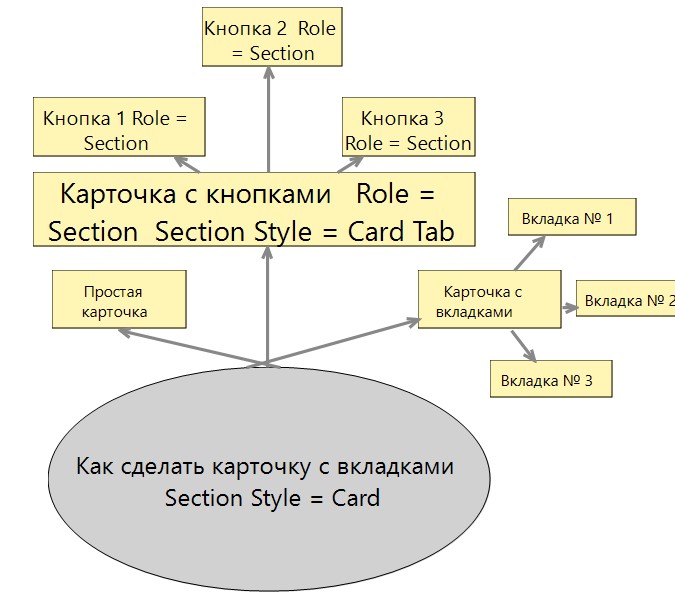 Кнопка 2 Role
= Section
Кнопка 1 Role =
Section
Кнопка 3
Role = Section
Карточка с кнопками Role =
Section Section Style = Card Tab
Вкладка № 1
Простая
карточка
Карточка с
вкладками
Вкладка № 2
Вкладка № 3
Как сделать карточку с вкладками
Section Style = Card